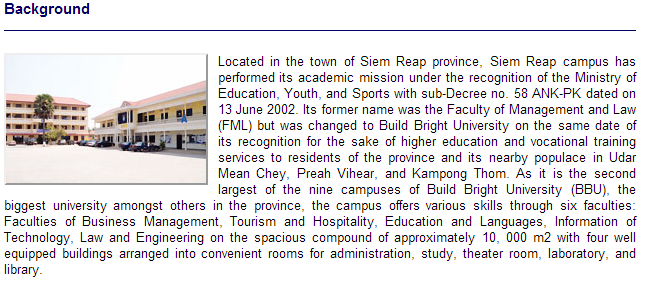 Background
Located in the town of Siem Reap province, Siem Reap campus has
performed its academic mission under the recognition of the Ministry of
Education, Youth, and Sports with sub-Decree no. 58 ANK-PK dated on
13 June 2002. Its former name was the Faculty of Management and Law
(FML) but was changed to Build Bright University on the same date of
its recognition for the sake of higher education and vocational training
services to residents of the province and its nearby populace in Udar
Mean Chey, Preah Vihear, and Kampong Thom. As it is the second
largest of the nine campuses of Build Bright University (BBU), the
biggest university amongst others in the province, the campus offers various skills through six faculties:
Faculties of Business Management, Tourism and Hospitality, Education and Languages, Information of
Technology, Law and Engineering on the spacious compound of approximately 10, 000 m2 with four well
equipped buildings arranged into convenient rooms for administration, study, theater room, laboratory, and
library.